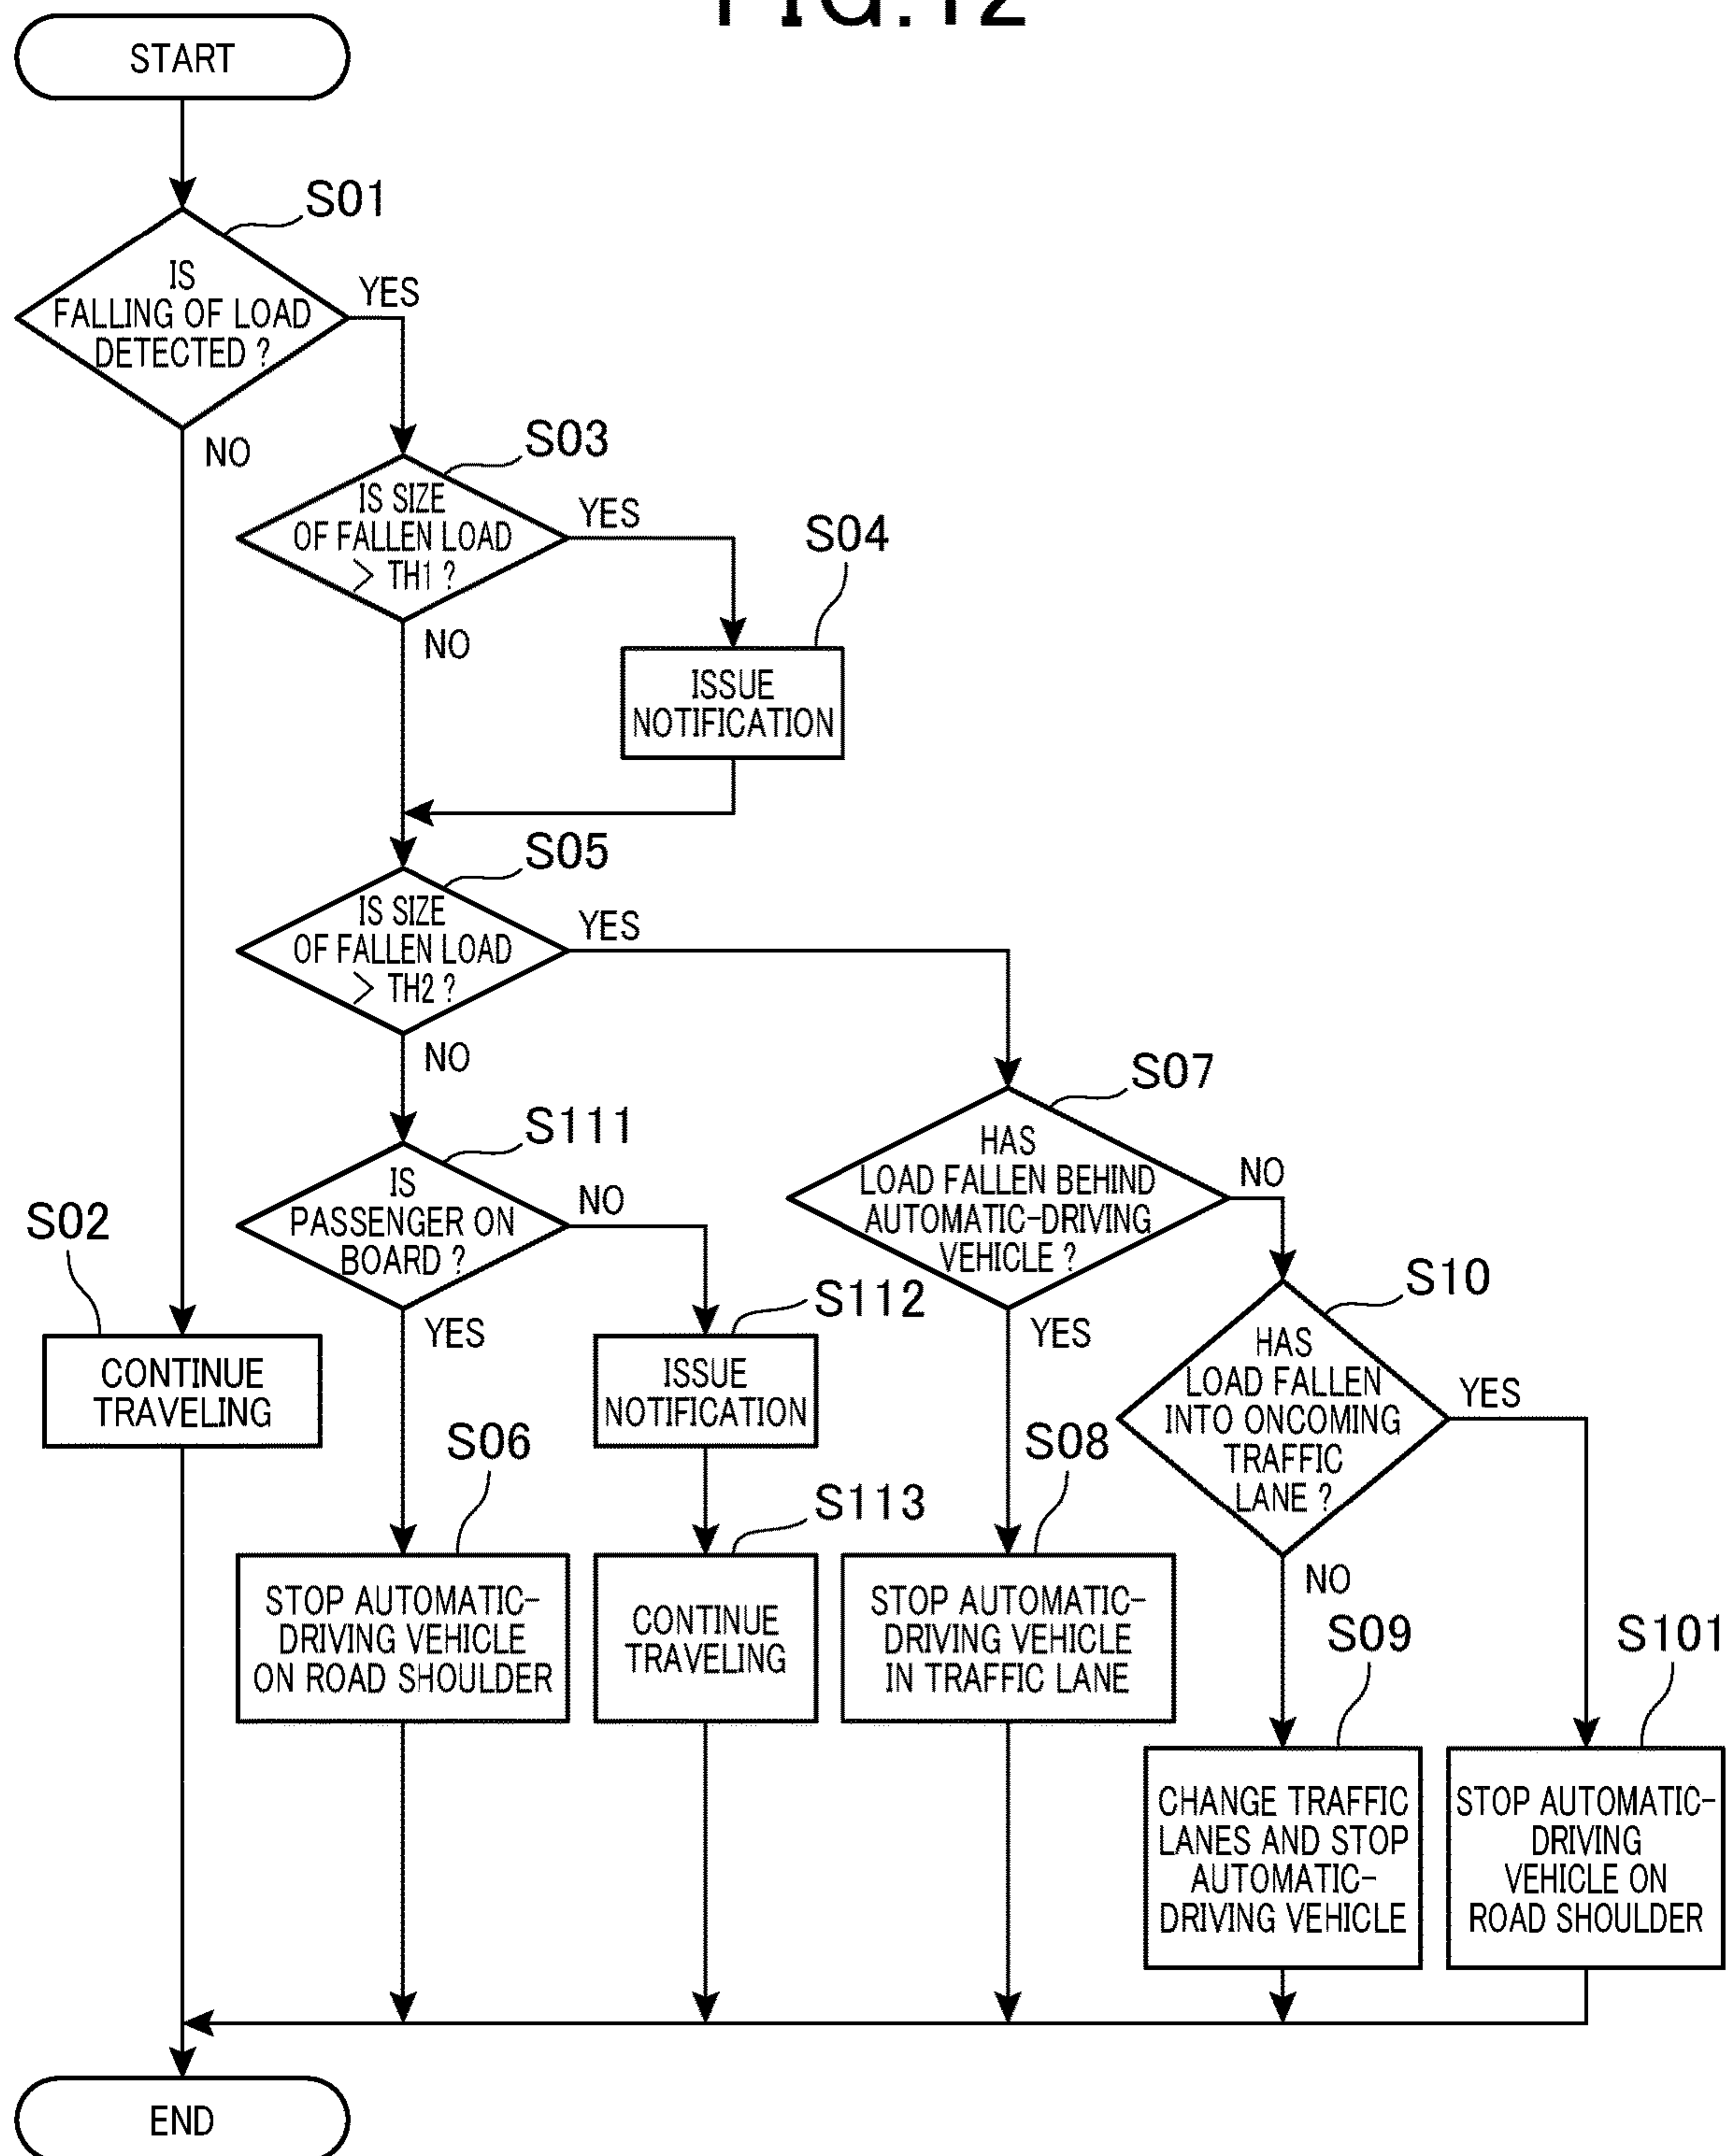 FIG.12
START
S01
IS
FALLING OF LOAD
DETECTED ?
YES
NO
S03
IS SIZE
OF FALLEN LOAD
> TH1 ?
YES
NO
S04
ISSUE
NOTIFICATION
S05
IS SIZE
OF FALLEN LOAD
> TH2 ?
YES
NO
S07
HAS
LOAD FALLEN BEHIND
AUTOMATIC-DRIVING
VEHICLE ?
NO
YES
S111
IS
PASSENGER ON
BOARD ?
NO
YES
S02
CONTINUE
TRAVELING
S112
ISSUE
NOTIFICATION
S10
HAS
LOAD FALLEN
INTO ONCOMING
TRAFFIC
LANE ?
YES
NO
S06
STOP AUTOMATIC-
DRIVING VEHICLE
ON ROAD SHOULDER
S113
CONTINUE
TRAVELING
S08
STOP AUTOMATIC-
DRIVING VEHICLE
IN TRAFFIC LANE
S09
CHANGE TRAFFIC
LANES AND STOP
AUTOMATIC-
DRIVING VEHICLE
S101
STOP AUTOMATIC-
DRIVING
VEHICLE ON
ROAD SHOULDER
END